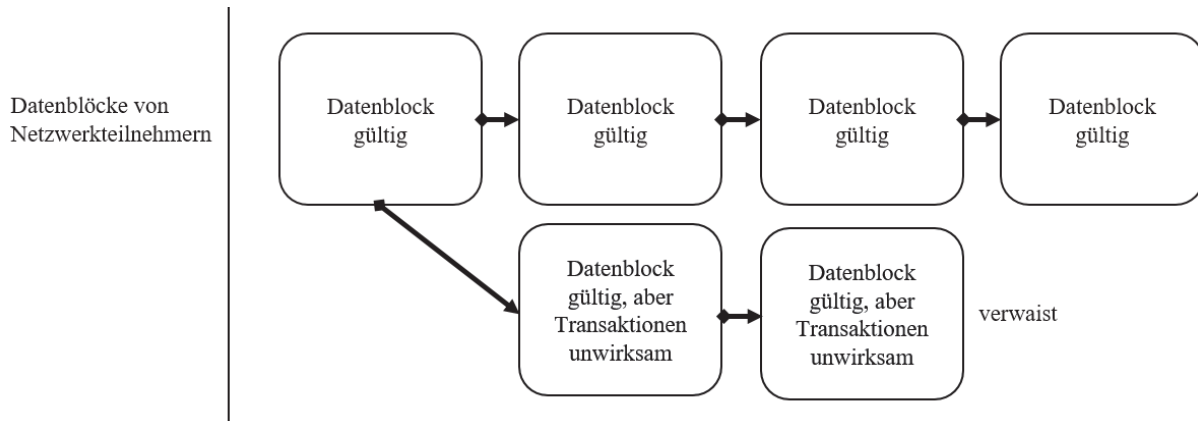 Datenblöcke von
Netzwerkteilnehmern
Datenblock
gültig
Datenblock
gültig
Datenblock
gültig
Datenblock
gültig
Datenblock
gültig, aber
Transaktionen
unwirksam
Datenblock
gültig, aber
Transaktionen
unwirksam
verwaist